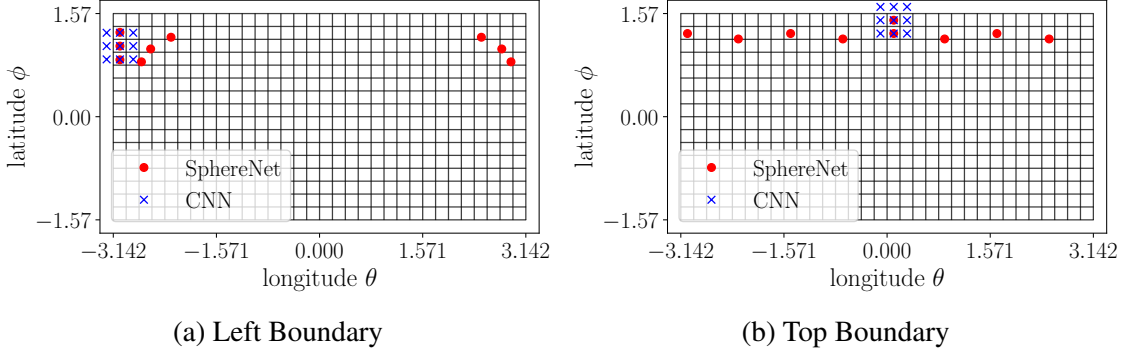 1.57
0.00
−1.57
latitude ϕ
SphereNet
CNN
−3.142
−1.571
0.000
1.571
3.142
longitude θ
(a) Left Boundary
1.57
0.00
−1.57
latitude ϕ
SphereNet
CNN
−3.142
−1.571
0.000
1.571
3.142
longitude θ
(b) Top Boundary